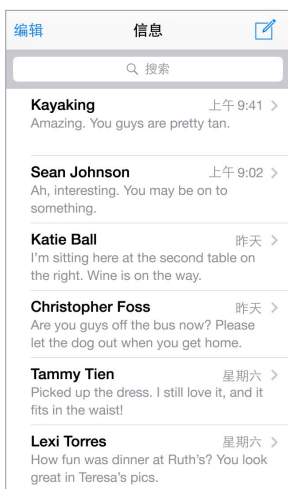 编辑 信息
搜索
Kayaking 上午 9:41
Amazing. You guys are pretty tan.
Sean Johnson 上午 9:02
Ah, interesting. You may be on to
something.
Katie Ball 昨天
I’m sitting here at the second table on
the right. Wine is on the way.
Christopher Foss 昨天
Are you guys off the bus now? Please
let the dog out when you get home.
Tammy Tien 星期六
Picked up the dress. I still love it, and it
fits in the waist!
Lexi Torres 星期六
How fun was dinner at Ruth’s? You look
great in Teresa’s pics.